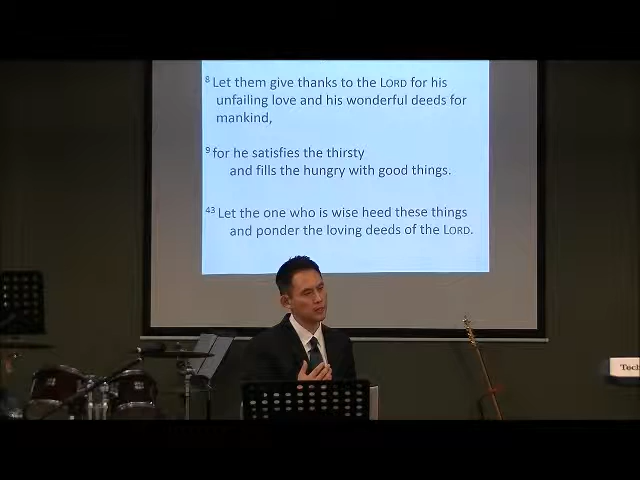 8 Let them give thanks to the LORD for his
unfailing love and his wonderful deeds for
mankind,
9 for he satisfies the thirsty
and fills the hungry with good things.
43 Let the one who is wise heed these things
and ponder the loving deeds of the LORD.
Tech